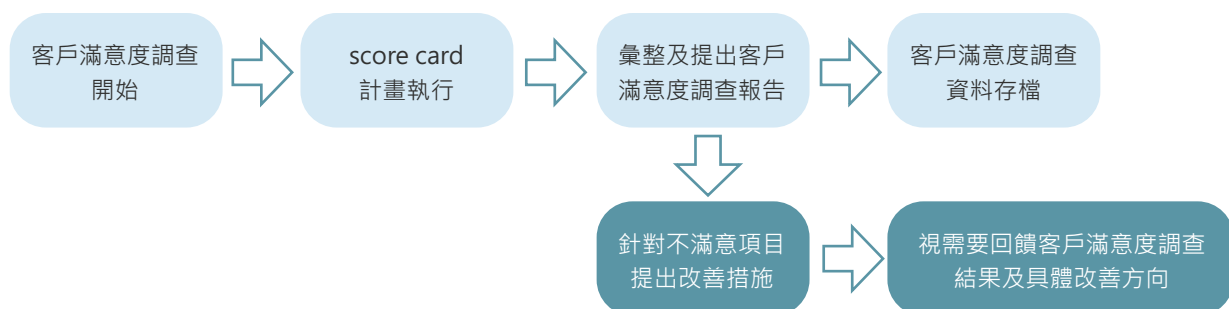 客戶滿意度調查
開始
score card
計畫執行
彙整及提出客戶
滿意度調查報告
客戶滿意度調查
資料存檔
針對不滿意項目
提出改善措施
視需要回饋客戶滿意度調查
結果及具體改善方向